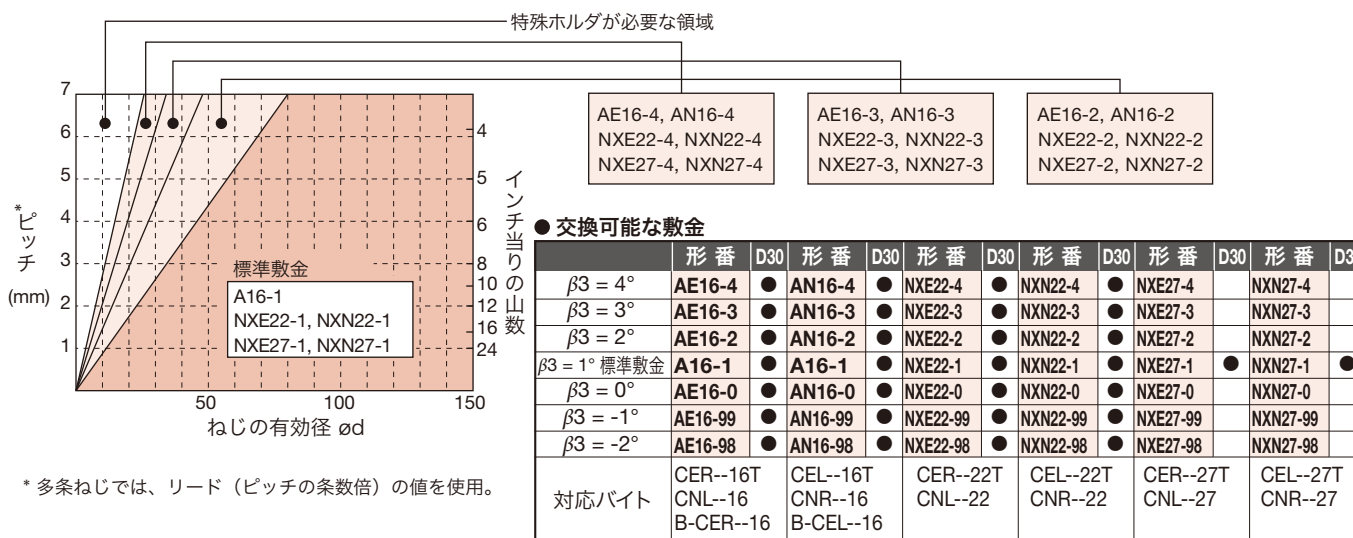 特殊ホルダが必要な領域
7
6
5
4
3
2
1
*ピッチ
(mm)
4
5
6
8
10
12
16
24
インチ当りの山数
標準敷金
A16-1
NXE22-1, NXN22-1
NXE27-1, NXN27-1
50
100
150
ねじの有効径 ød
* 多条ねじでは、リード（ピッチの条数倍）の値を使用。
AE16-4, AN16-4
NXE22-4, NXN22-4
NXE27-4, NXN27-4
AE16-3, AN16-3
NXE22-3, NXN22-3
NXE27-3, NXN27-3
AE16-2, AN16-2
NXE22-2, NXN22-2
NXE27-2, NXN27-2
● 交換可能な敷金
形 番 D30 形 番 D30 形 番 D30 形 番 D30 形 番 D30 形 番 D3
β3 = 4° AE16-4 ● AN16-4 ● NXE22-4 ● NXN22-4 ● NXE27-4 NXN27-4
β3 = 3° AE16-3 ● AN16-3 ● NXE22-3 ● NXN22-3 ● NXE27-3 NXN27-3
β3 = 2° AE16-2 ● AN16-2 ● NXE22-2 ● NXN22-2 ● NXE27-2 NXN27-2
β3 = 1° 標準敷金 A16-1 ● A16-1 ● NXE22-1 ● NXN22-1 ● NXE27-1 ● NXN27-1 ●
β3 = 0° AE16-0 ● AN16-0 ● NXE22-0 ● NXN22-0 ● NXE27-0 NXN27-0
β3 = -1° AE16-99 ● AN16-99 ● NXE22-99 ● NXN22-99 ● NXE27-99 NXN27-99
β3 = -2° AE16-98 ● AN16-98 ● NXE22-98 ● NXN22-98 ● NXE27-98 NXN27-98
対応バイト
CER--16T CEL--16T CER--22T CEL--22T CER--27T CEL--27T
CNL--16 CNR--16 CNL--22 CNR--22 CNL--27 CNR--27
B-CER--16 B-CEL--16